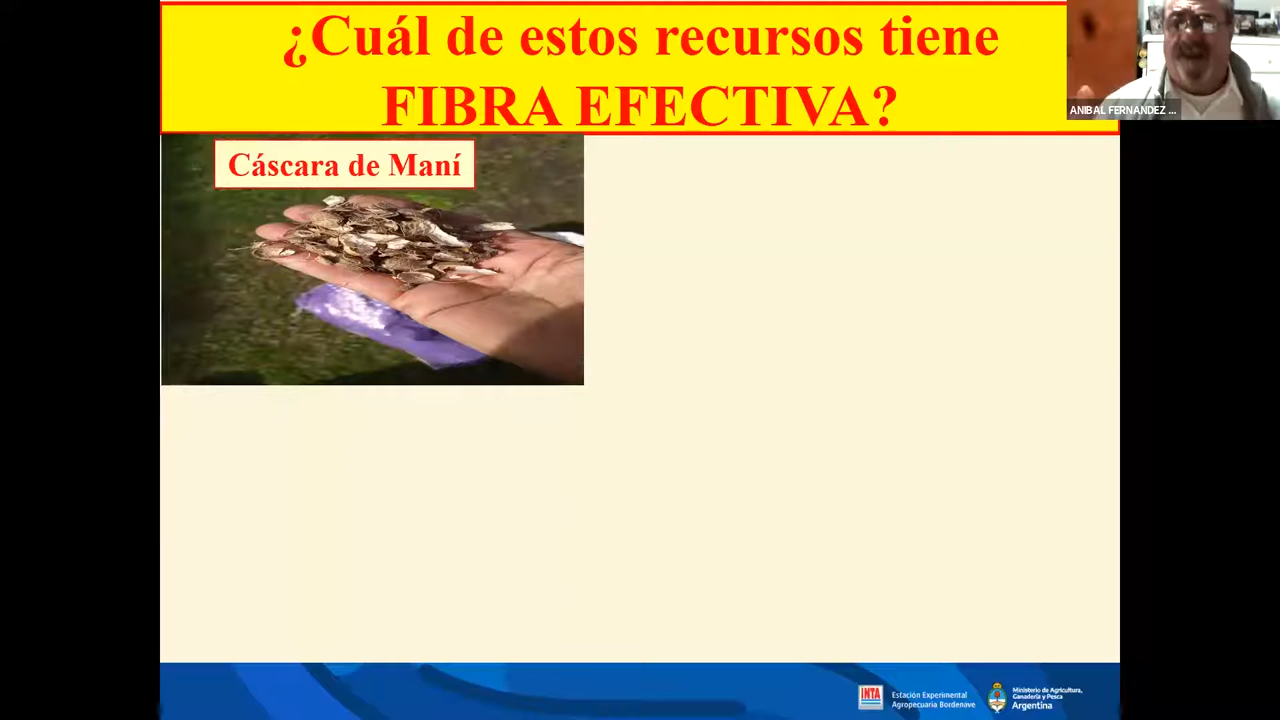 ¿Cuál de estos recursos tiene
FIBRA EFECTIVA?
ANIBAL FERNANDEZ ...
Cáscara de Maní
INTA
Estación Experimental
Agropecuaria Bordenave
Ministerio de Agricultura,
Ganadería y Pesca
Argentina